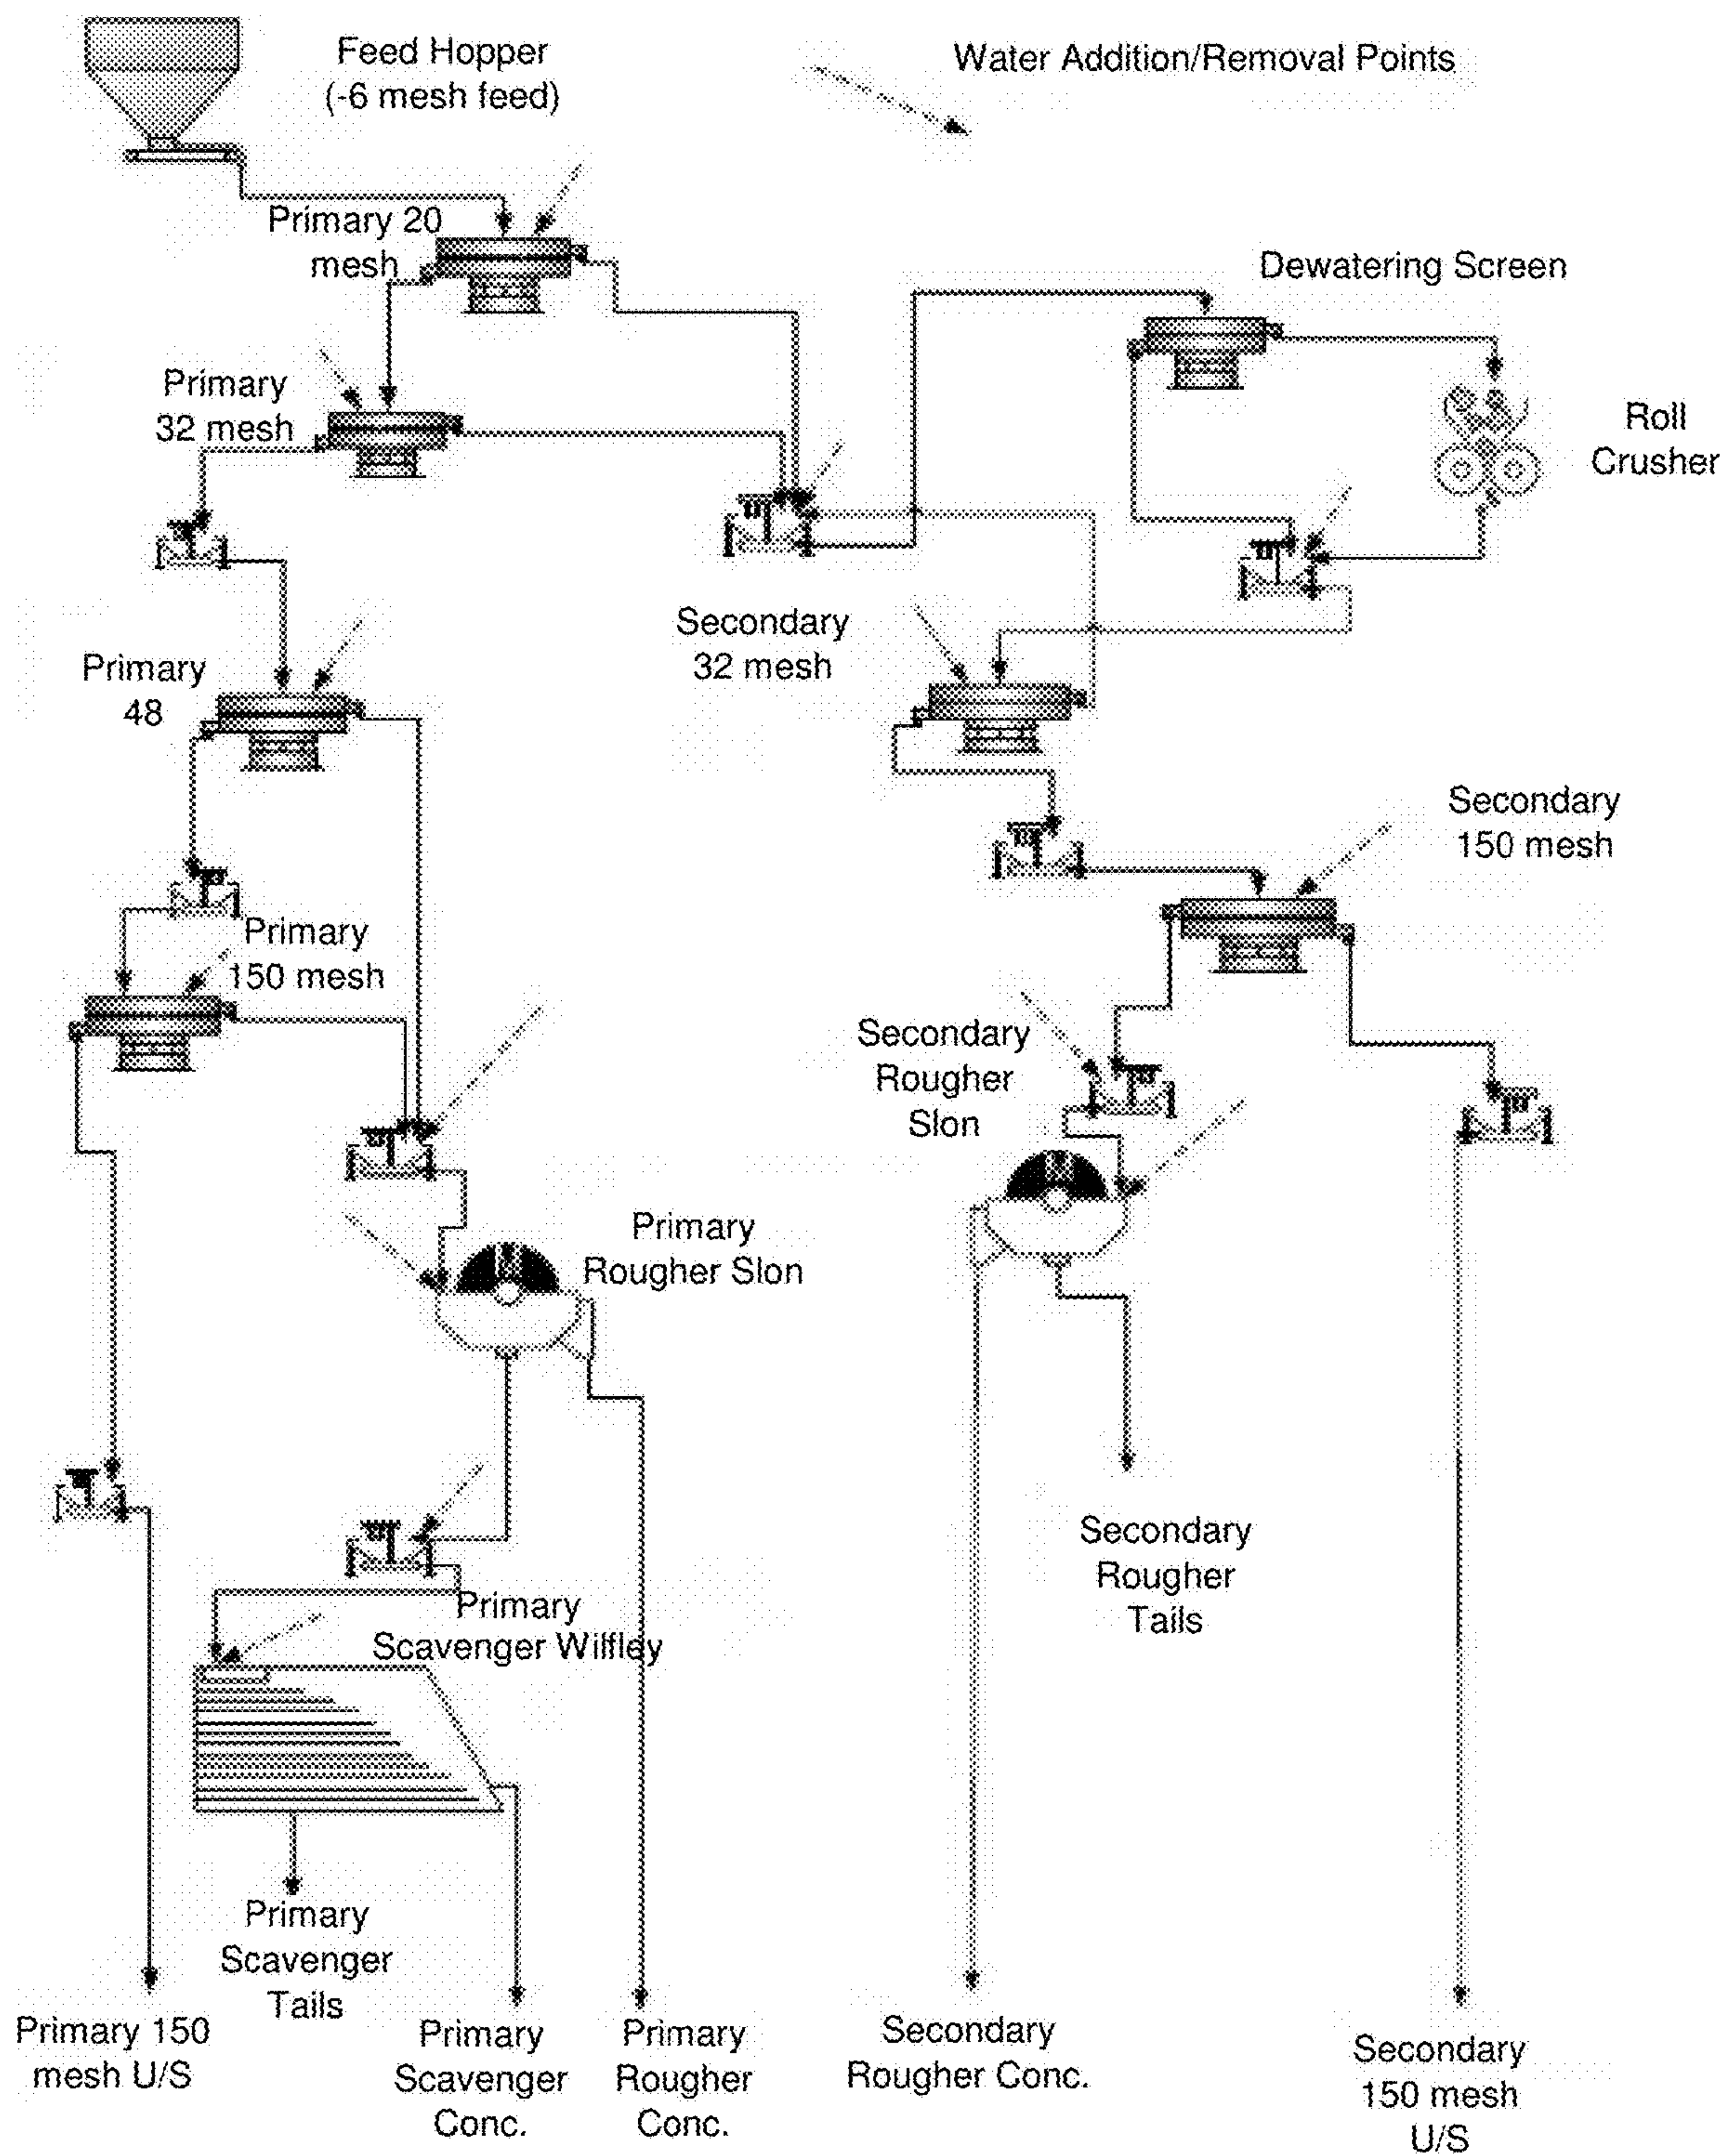 Feed Hopper
(-6 mesh feed)
Water Addition/Removal Points
Primary 20
mesh
Dewatering Screen
Primary
32 mesh
Roll
Crusher
Secondary
32 mesh
Primary
48
Secondary
150 mesh
Primary
150 mesh
Secondary
Rougher
Slon
Primary
Rougher Slon
Secondary
Rougher
Tails
Primary
Scavenger Wilfley
Primary
Scavenger
Tails
Primary 150
mesh U/S
Primary
Scavenger
Conc.
Primary
Rougher
Conc.
Secondary
Rougher Conc.
Secondary
150 mesh
U/S